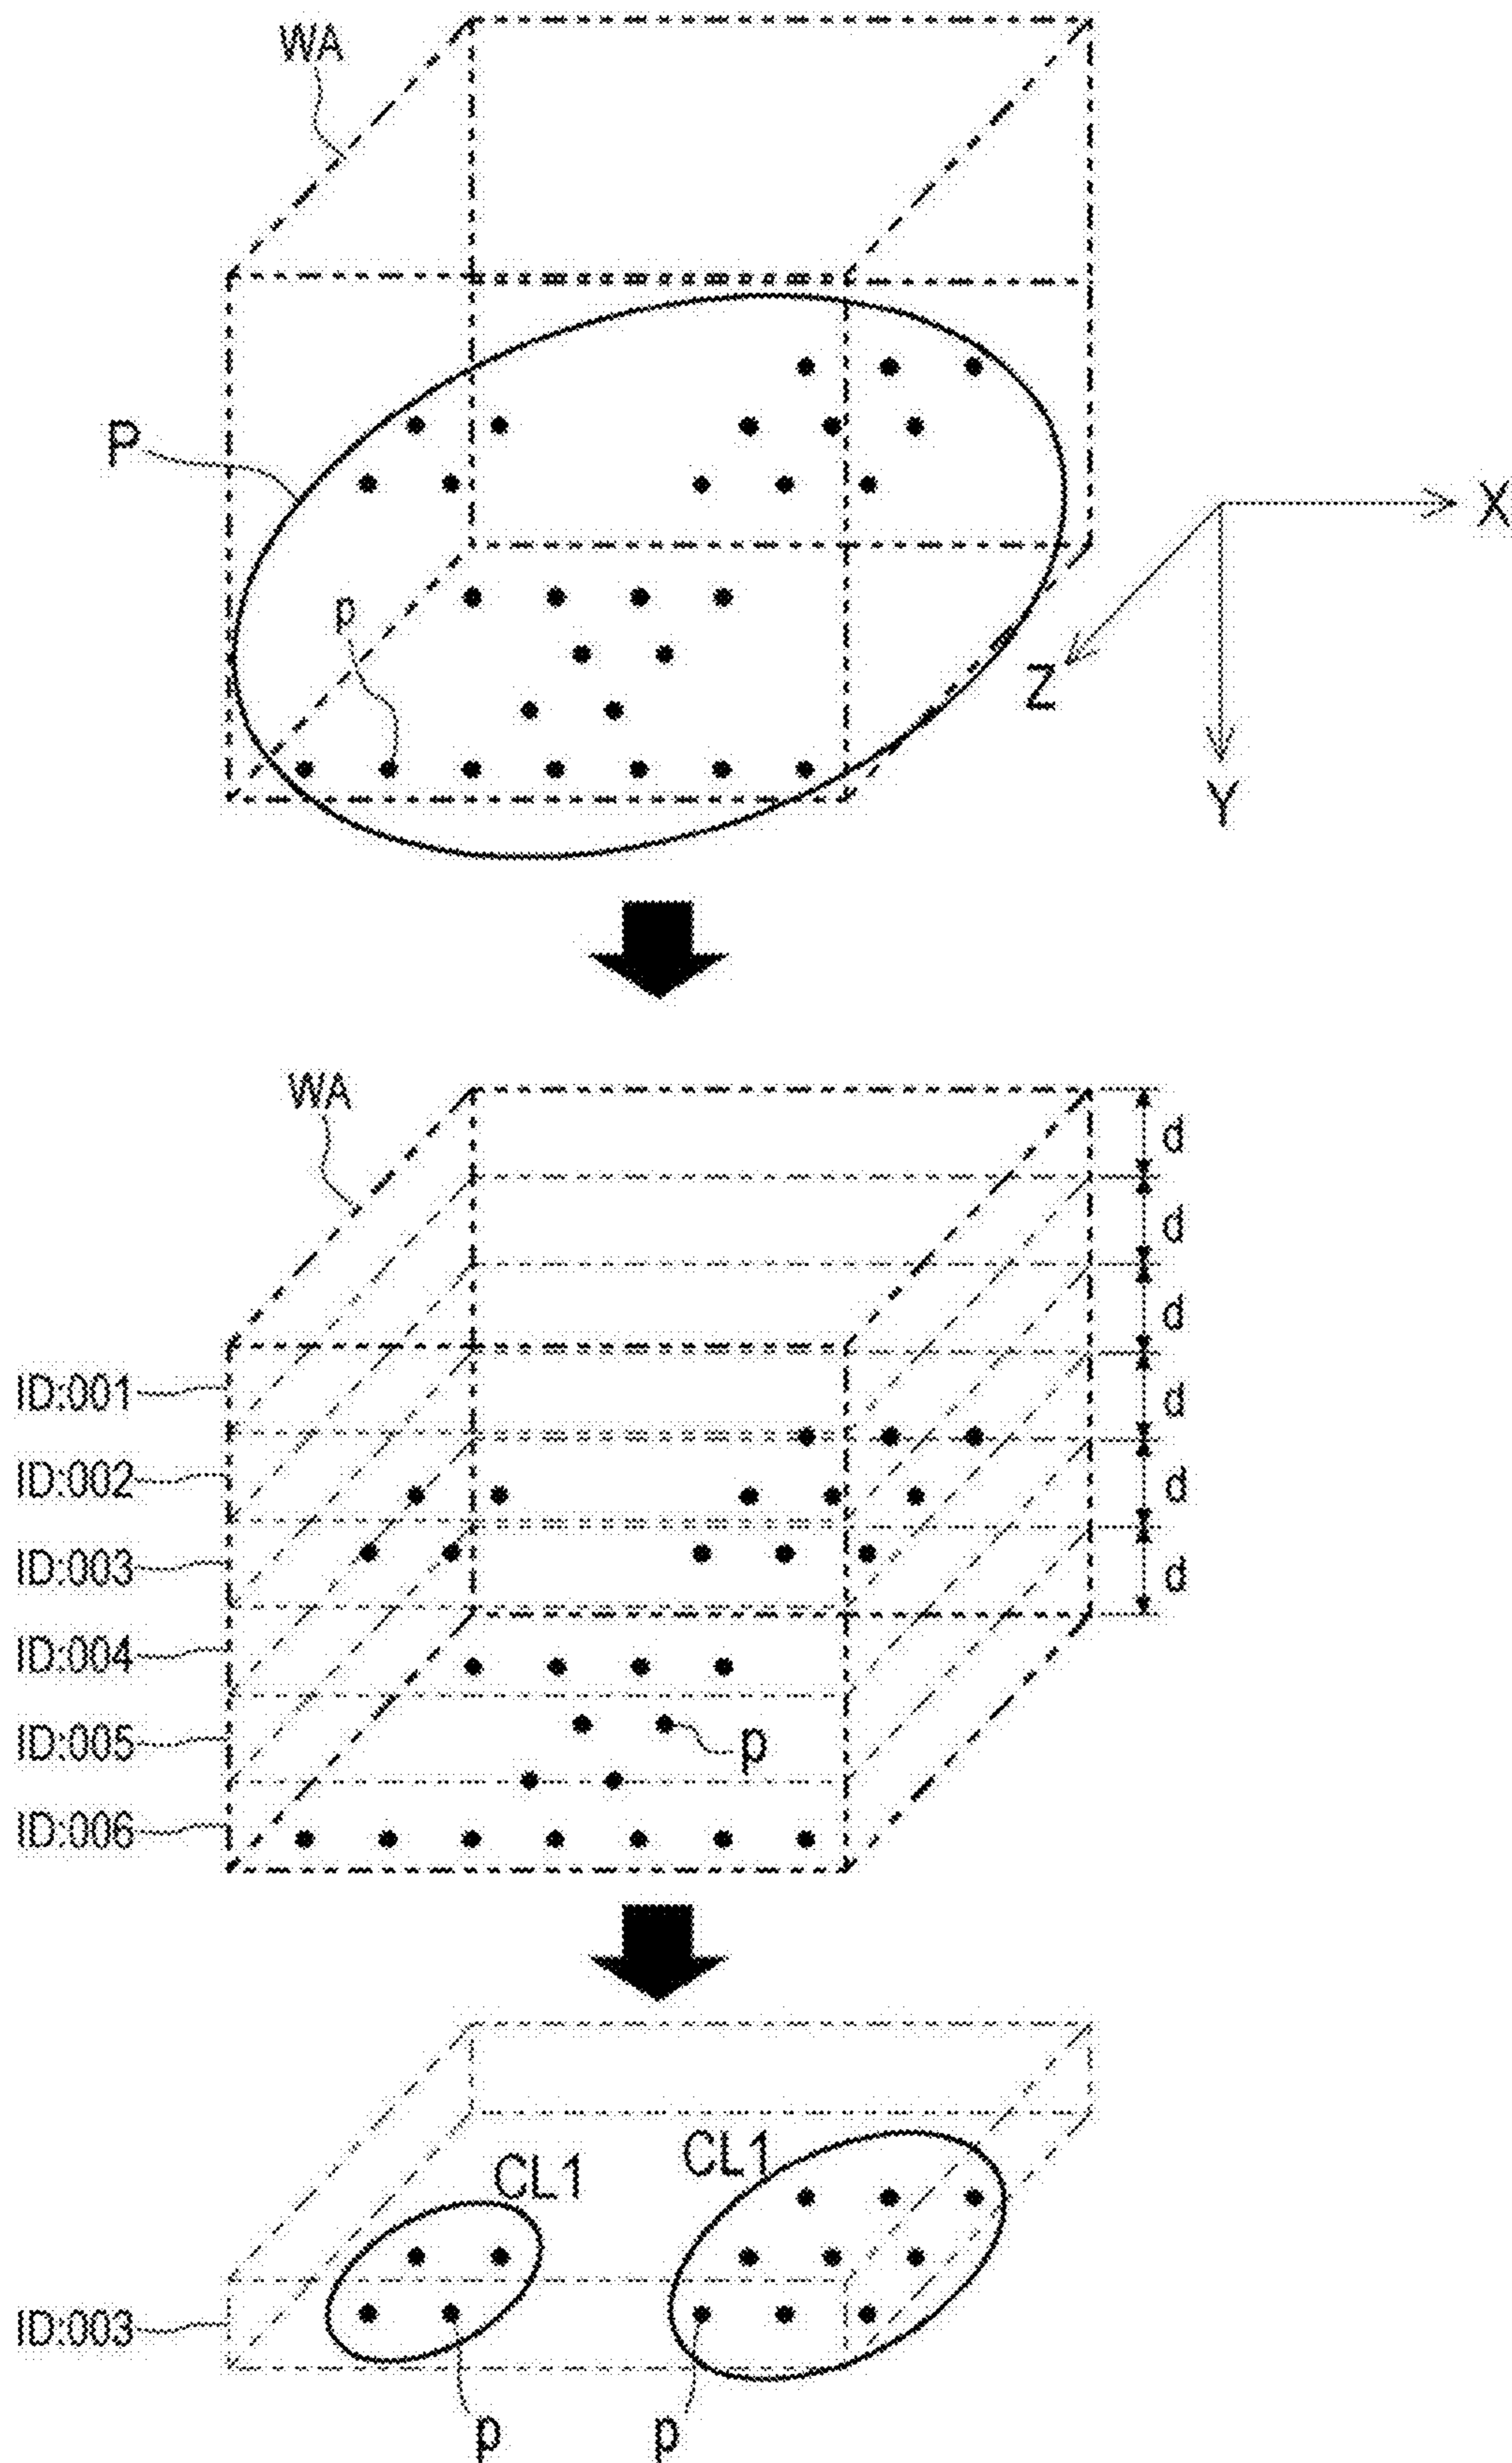 WA
P
X
p
Z
Y
WA
d
d
d
ID:001
d
ID:002
d
ID:003
d
ID:004
ID:005
p
ID:006
CL1
CL1
ID:003
p
p